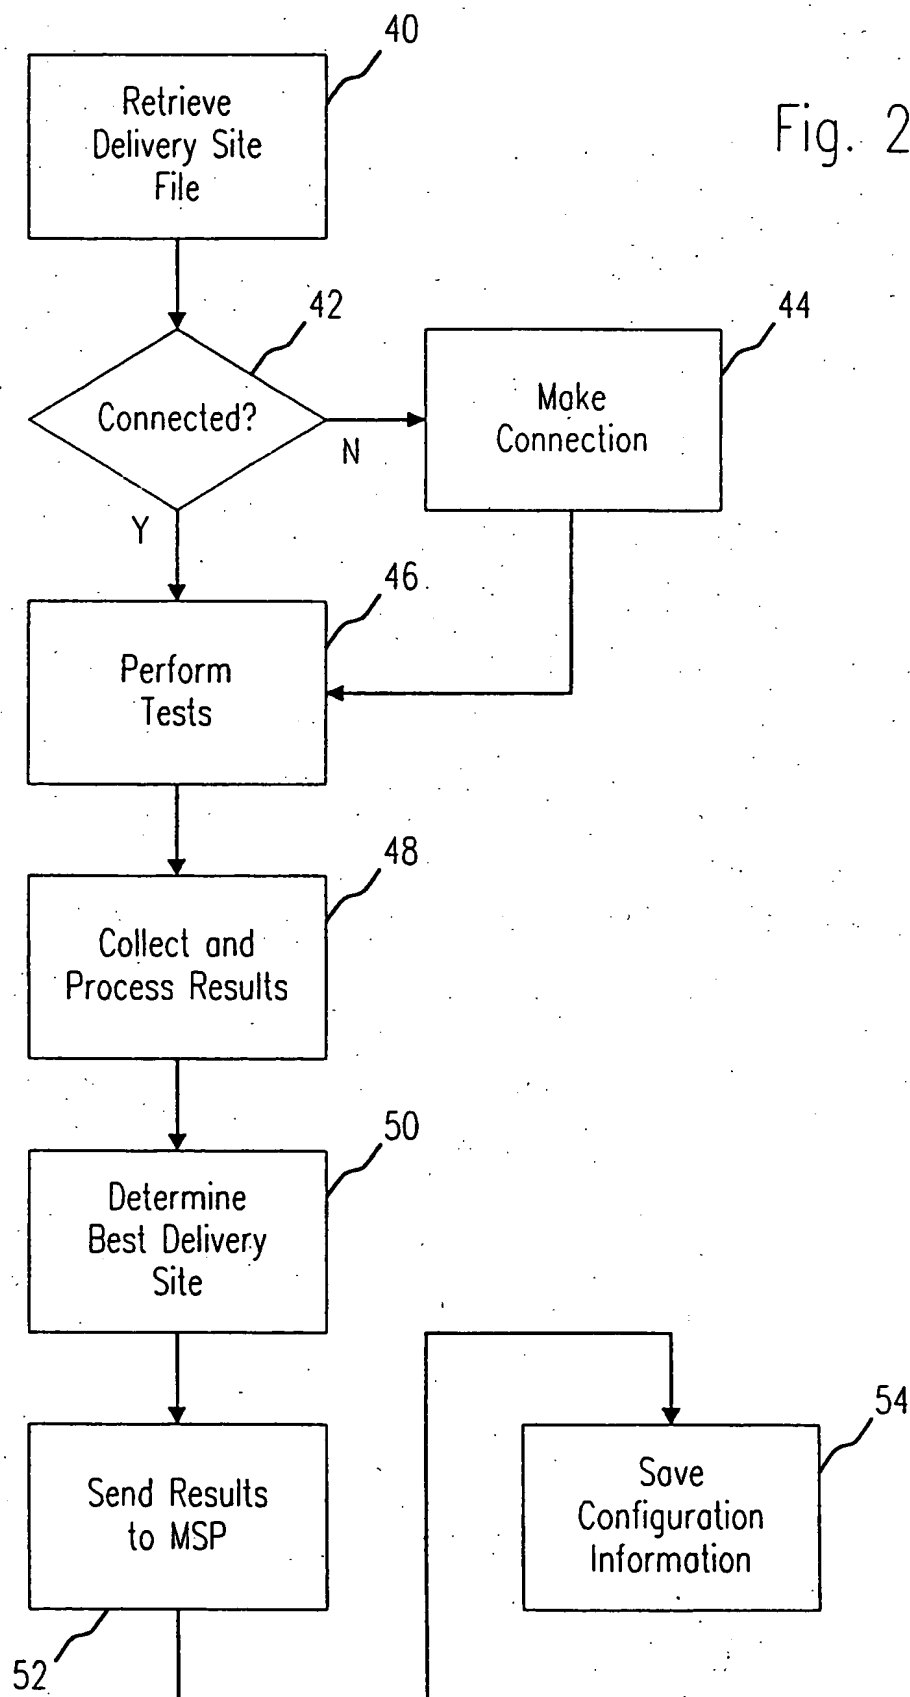 40
Retrieve
Delivery Site
File
Fig. 2
42
Connected?
N
Y
44
Make
Connection
46
Perform
Tests
48
Collect and
Process Results
50
Determine
Best Delivery
Site
Send Results
to MSP
52
54
Save
Configuration
Information